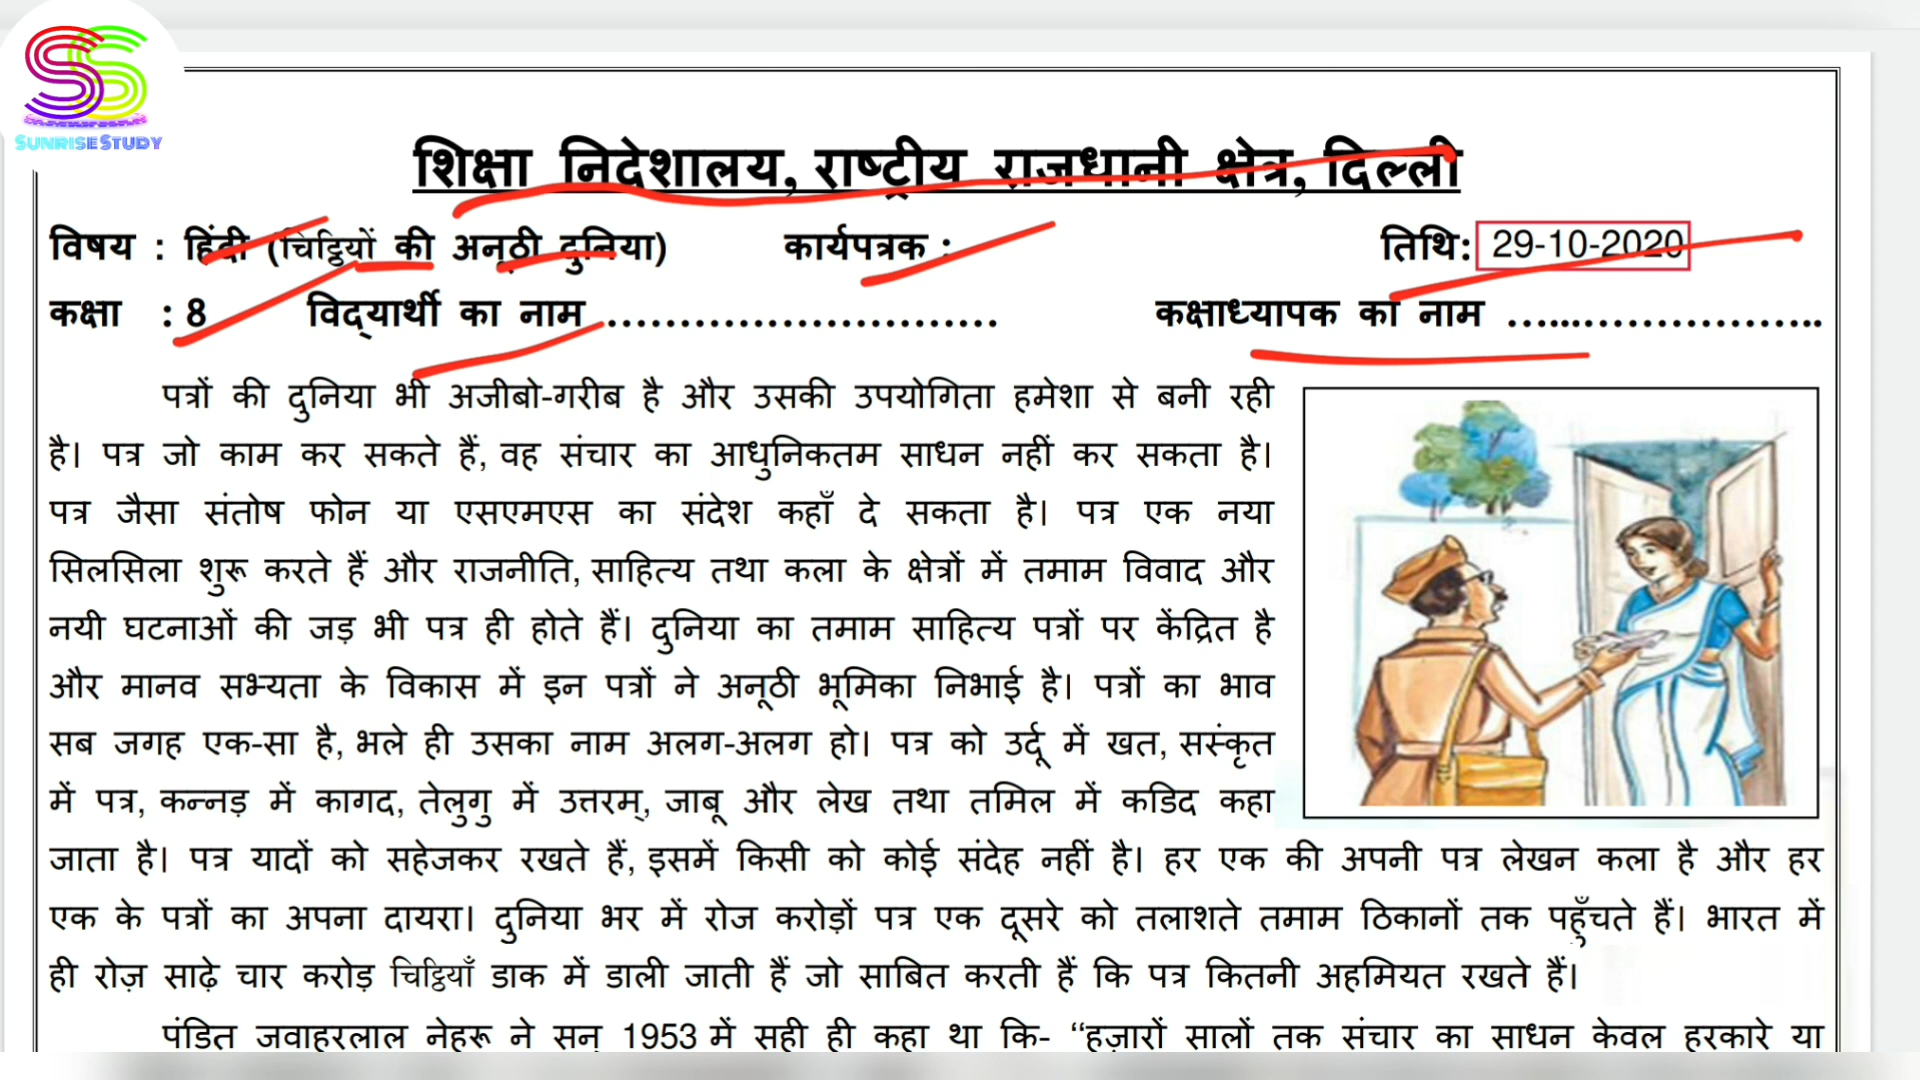 SUNRISESTUDY
शिक्षा निदेशालय, राष्ट्रीय राजधानी क्षेत्र, दिल्ली
विषय : हिंदी (चिट्ठियों की अनूठी दुनिया) कार्यपत्रक : तिथि: 29-10-2020
कक्षा : 8 विद्यार्थी का नाम ........................... कक्षाध्यापक का नाम ........................
पत्रों की दुनिया भी अजीबो-गरीब है और उसकी उपयोगिता हमेशा से बनी रही
है। पत्र जो काम कर सकते हैं, वह संचार का आधुनिकतम साधन नहीं कर सकता है।
पत्र जैसा संतोष फोन या एसएमएस का संदेश कहाँ दे सकता है। पत्र एक नया
सिलसिला शुरू करते हैं और राजनीति, साहित्य तथा कला के क्षेत्रों में तमाम विवाद और
नयी घटनाओं की जड़ भी पत्र ही होते हैं। दुनिया का तमाम साहित्य पत्रों पर केंद्रित है
और मानव सभ्यता के विकास में इन पत्रों ने अनूठी भूमिका निभाई है। पत्रों का भाव
सब जगह एक-सा है, भले ही उसका नाम अलग-अलग हो। पत्र को उर्दू में खत, सस्ंकृत
में पत्र, कन्नड़ में कागद, तेलुगु में उत्तरम्, जाबू और लेख तथा तमिल में कडिद कहा
जाता है। पत्र यादों को सहेजकर रखते हैं, इसमें किसी को कोई संदेह नहीं है। हर एक की अपनी पत्र लेखन कला है और हर
एक के पत्रों का अपना दायरा। दुनिया भर में रोज करोड़ों पत्र एक दूसरे को तलाशते तमाम ठिकानों तक पहुँचते हैं। भारत में
ही रोज़ साढ़े चार करोड़ चिट्ठियाँ डाक में डाली जाती हैं जो साबित करती हैं कि पत्र कितनी अहमियत रखते हैं।
पंडित जवाहरलाल नेहरू ने सन् 1953 में सही ही कहा था कि- “हज़ारों सालों तक संचार का साधन केवल हरकारे या